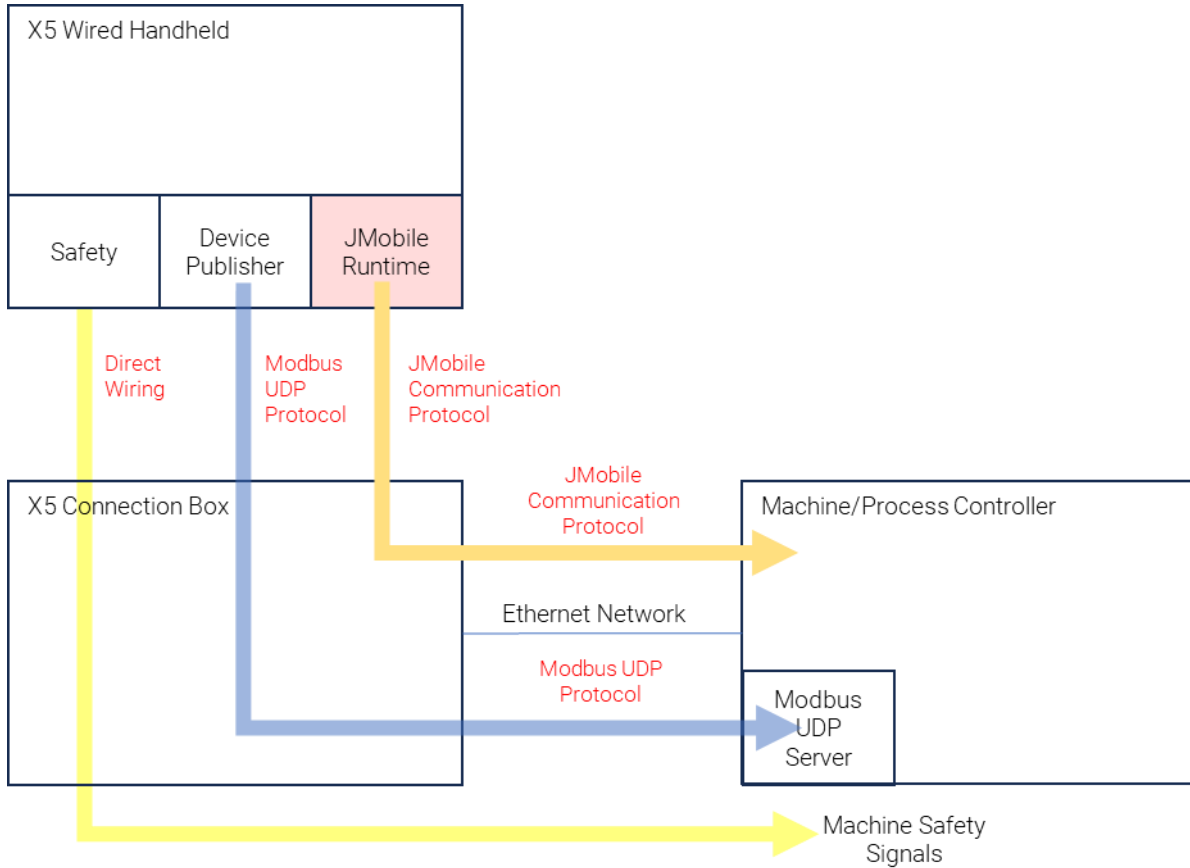 X5 Wired Handheld
Safety
Device
Publisher
JMobile
Runtime
Direct
Wiring
Modbus
UDP
Protocol
JMobile
Communication
Protocol
X5 Connection Box
JMobile
Communication
Protocol
Machine/Process Controller
Ethernet Network
Modbus UDP
Protocol
Modbus
UDP
Server
Machine Safety
Signals